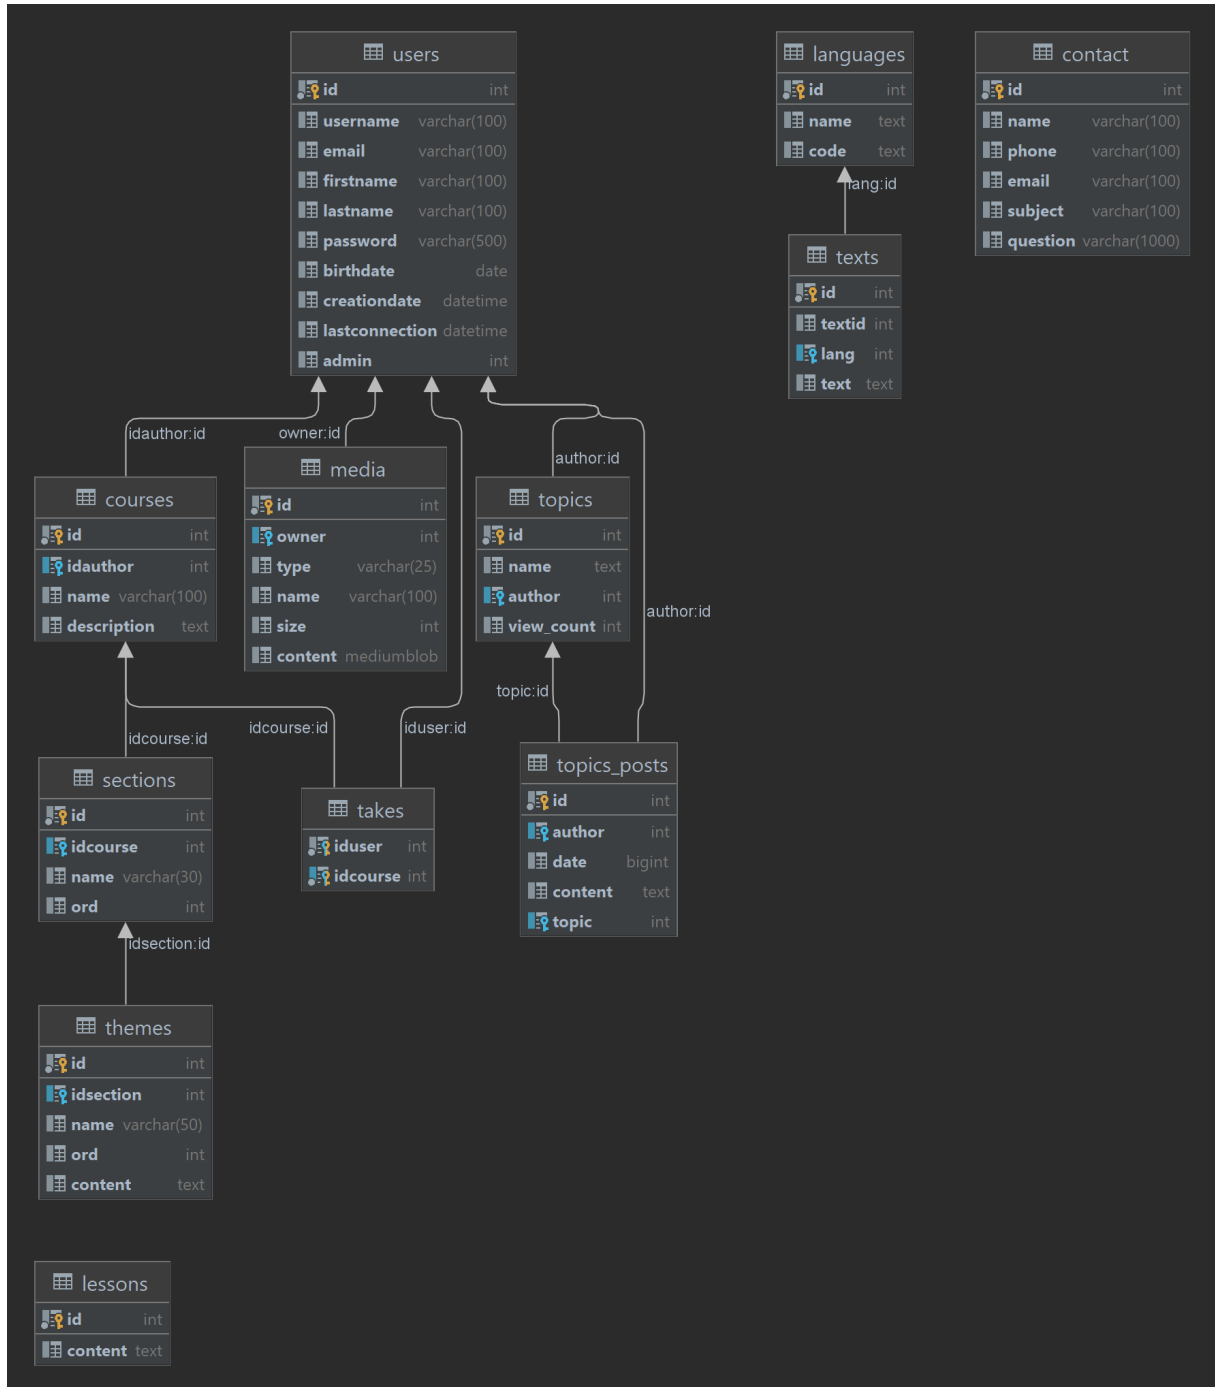 users
id int
username varchar(100)
email varchar(100)
firstname varchar(100)
lastname varchar(100)
password varchar(500)
birthdate date
creationdate datetime
lastconnection datetime
admin int
languages
id int
name text
code text
lang:id
contact
id int
name varchar(100)
phone varchar(100)
email varchar(100)
subject varchar(100)
question varchar(1000)
texts
id int
textid int
lang int
text text
idauthor:id
owner:id
author:id
author:id
courses
id int
idauthor int
name varchar(100)
description text
media
id int
owner int
type varchar(25)
name varchar(100)
size int
content mediumblob
topics
id int
name text
author int
view_count int
idcourse:id
idcourse:id
iduser:id
topic:id
sections
id int
idcourse int
name varchar(30)
ord int
takes
iduser int
idcourse int
topics_posts
id int
author int
date bigint
content text
topic int
idsection:id
themes
id int
idsection int
name varchar(50)
ord int
content text
lessons
id int
content text